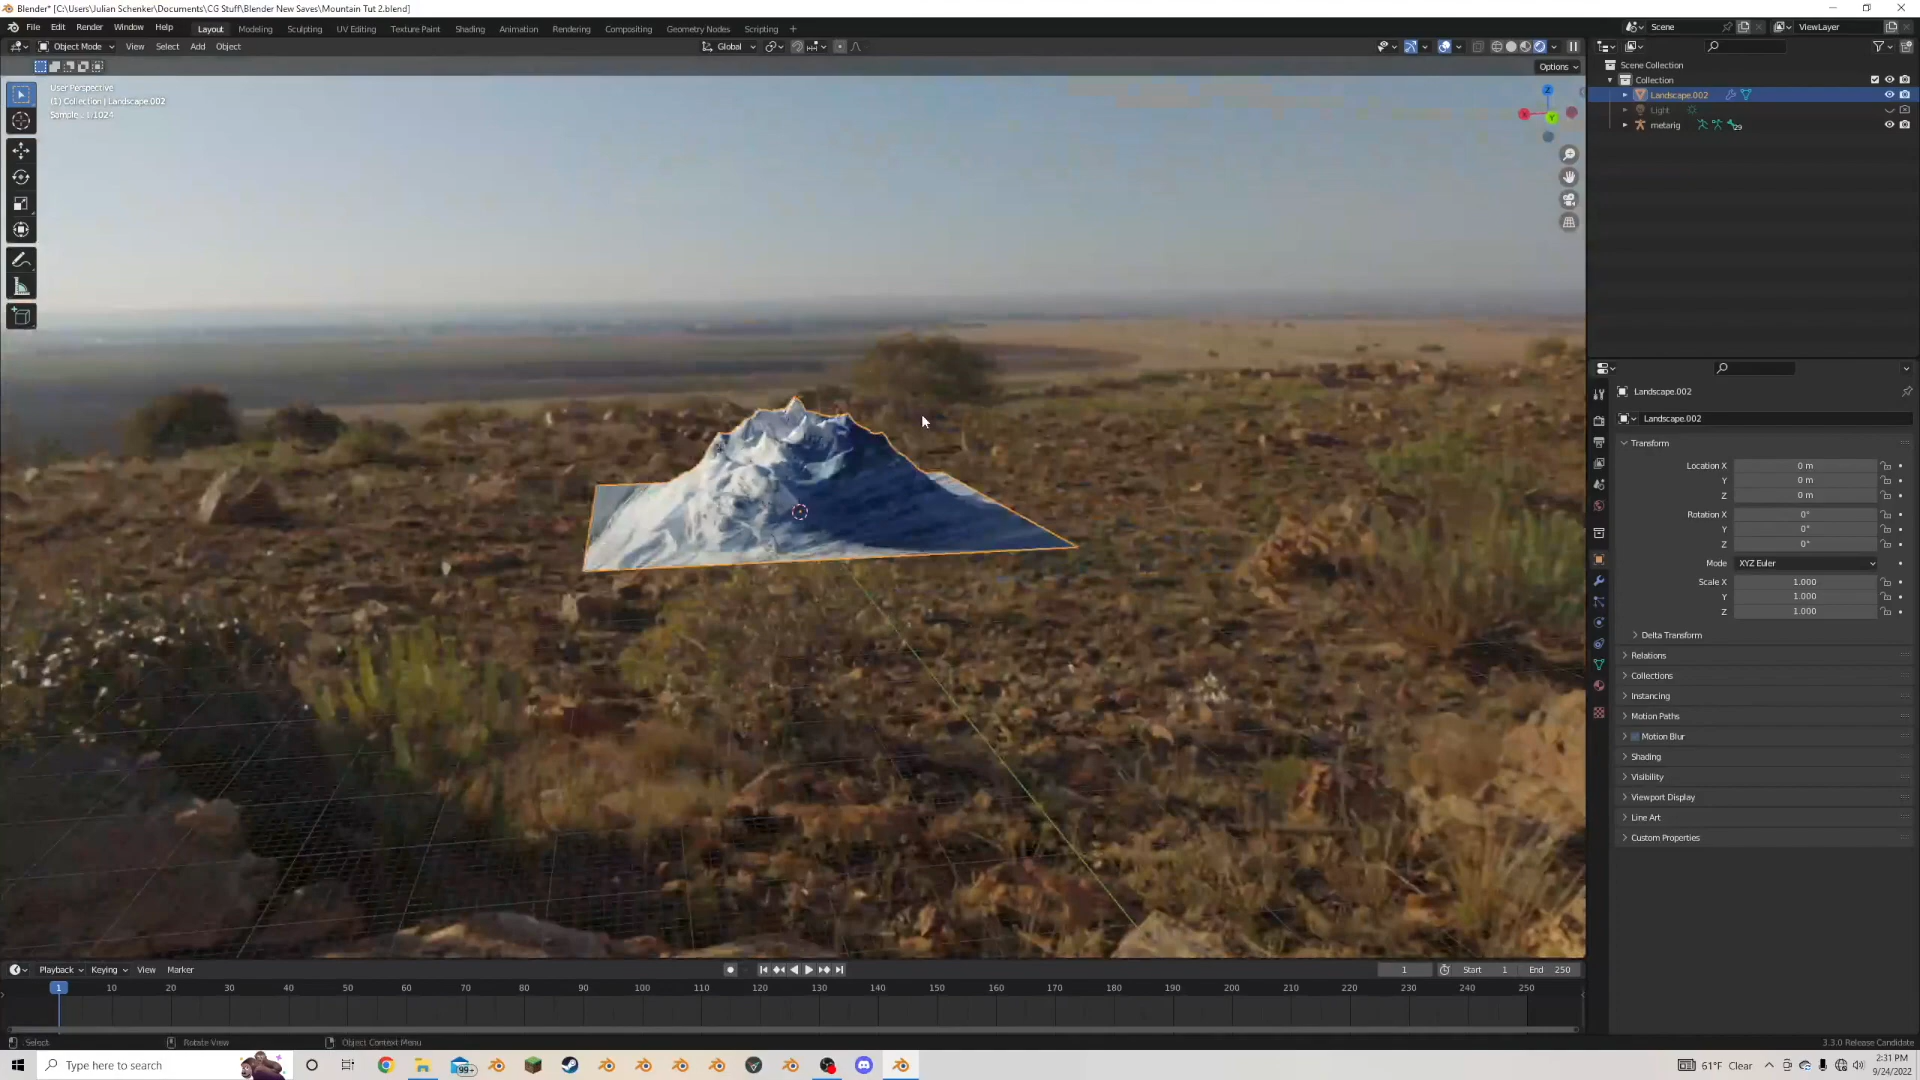 Blender* [C:\Users\Julian Schenker\Documents\CG Stuff\Blender New Saves\Mountain Tut 2.blend]
File Edit Render Window Help Layout Modeling Sculpting UV Editing Texture Paint Shading Animation Rendering Compositing Geometry Nodes Scripting + Scene ViewLayer
Object Mode View Select Add Object Global
Options
User Perspective
(1) Collection | Landscape.002
Scene Collection
Collection
Landscape.002
Light
metarig 29
Z
X
Y
Landscape.002
Landscape.002
Transform
Location X 0 m
Y 0 m
Z 0 m
Rotation X 0°
Y 0°
Z 0°
Mode XYZ Euler
Scale X 1.000
Y 1.000
Z 1.000
Delta Transform
Relations
Collections
Instancing
Motion Paths
Motion Blur
Shading
Visibility
Viewport Display
Line Art
Custom Properties
Playback Keying View Marker 1 Start 1 End 250
1 10 20 30 40 50 60 70 80 90 100 110 120 130 140 150 160 170 180 190 200 210 220 230 240 250
Select Rotate View Object Context Menu 3.3.0 Release Candidate
Type here to search 99+ 61°F Clear 2:31 PM
9/24/2022